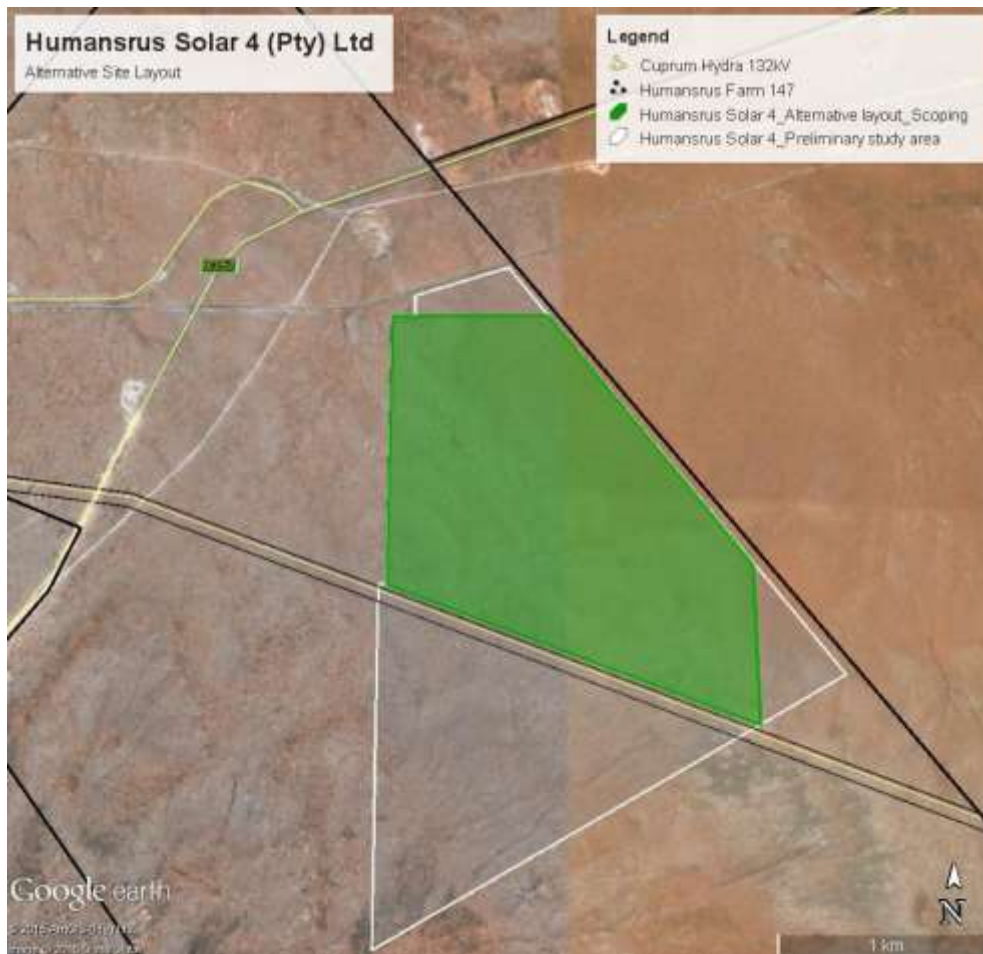 Humansrus Solar 4 (Pty) Ltd
Alternative Site Layout
Legend
Cuprum Hydra 132kV
Humansrus Farm 147
Humansrus Solar 4_Alternative layout_Scoping
Humansrus Solar 4_Preliminary study area
Google earth
N
1 km